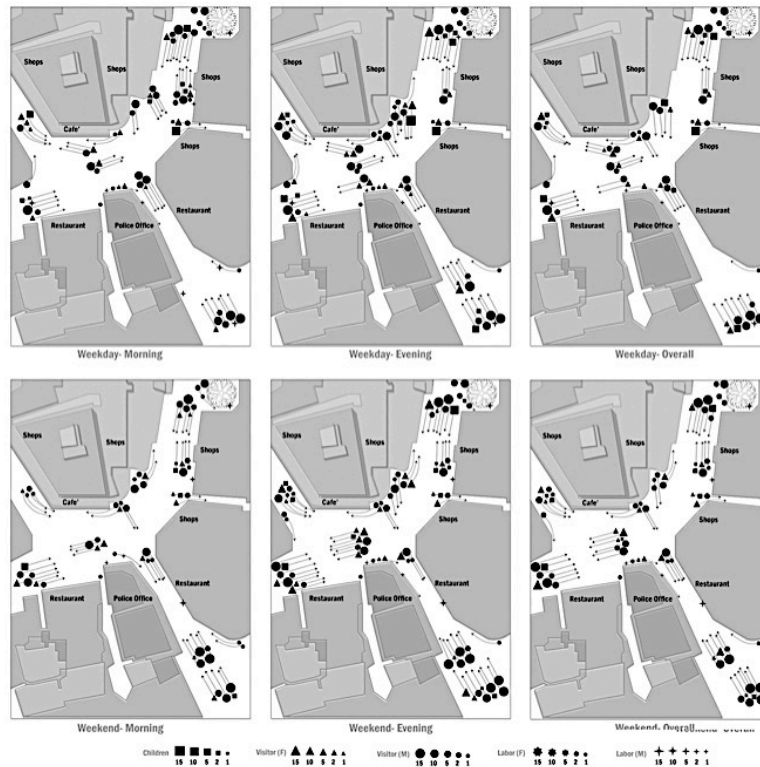 Shops
Shops
Shops
Cafe'
Shops
Restaurant
Restaurant
Police Office
Weekday- Morning
Shops
Shops
Shops
Cafe'
Shops
Restaurant
Restaurant
Police Office
Weekday- Evening
Shops
Shops
Shops
Cafe'
Shops
Restaurant
Restaurant
Police Office
Weekday- Overall
Shops
Shops
Shops
Cafe'
Shops
Restaurant
Restaurant
Police Office
Weekend- Morning
Shops
Shops
Shops
Cafe'
Shops
Restaurant
Restaurant
Police Office
Weekend- Evening
Shops
Shops
Shops
Cafe'
Shops
Restaurant
Restaurant
Police Office
Weekend- Overall
Children 15 10 5 2 1
Visitor (F) 15 10 5 2 1
Visitor (M) 15 10 5 2 1
Labor (F) 15 10 5 2 1
Labor (M) 15 10 5 2 1